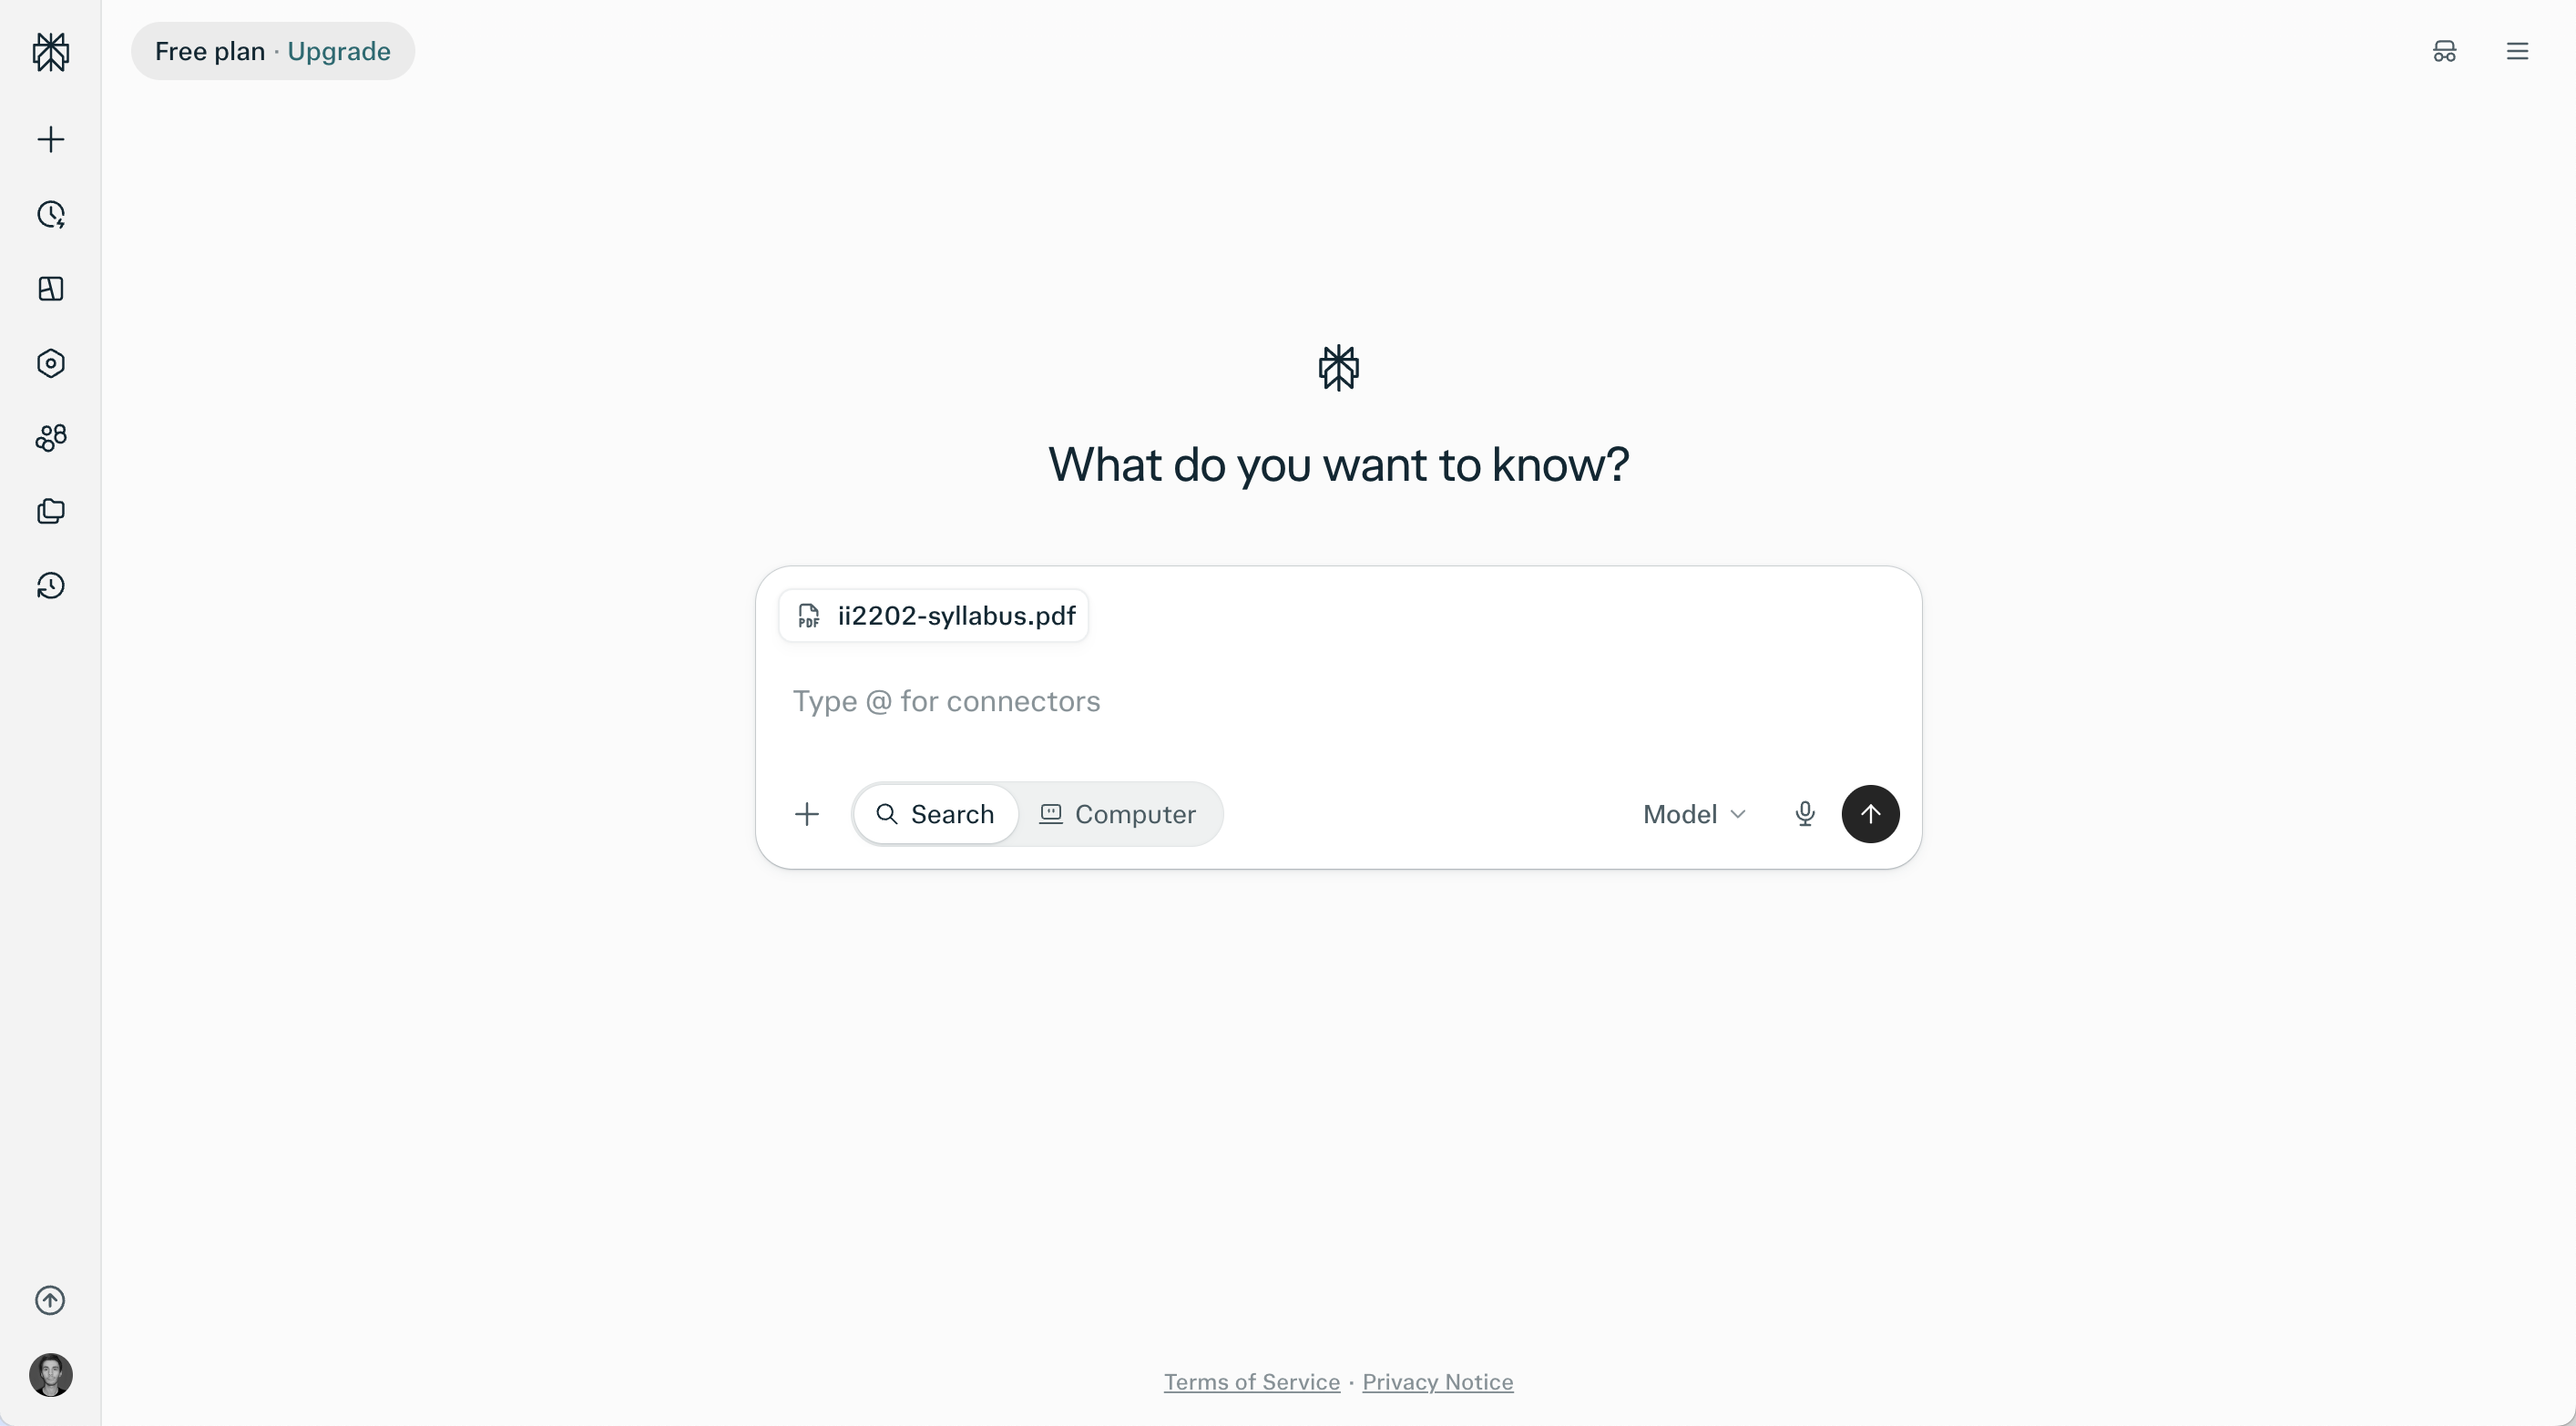 Free plan · Upgrade
What do you want to know?
PDF ii2202-syllabus.pdf
Type @ for connectors
Search Computer Model
Terms of Service · Privacy Notice